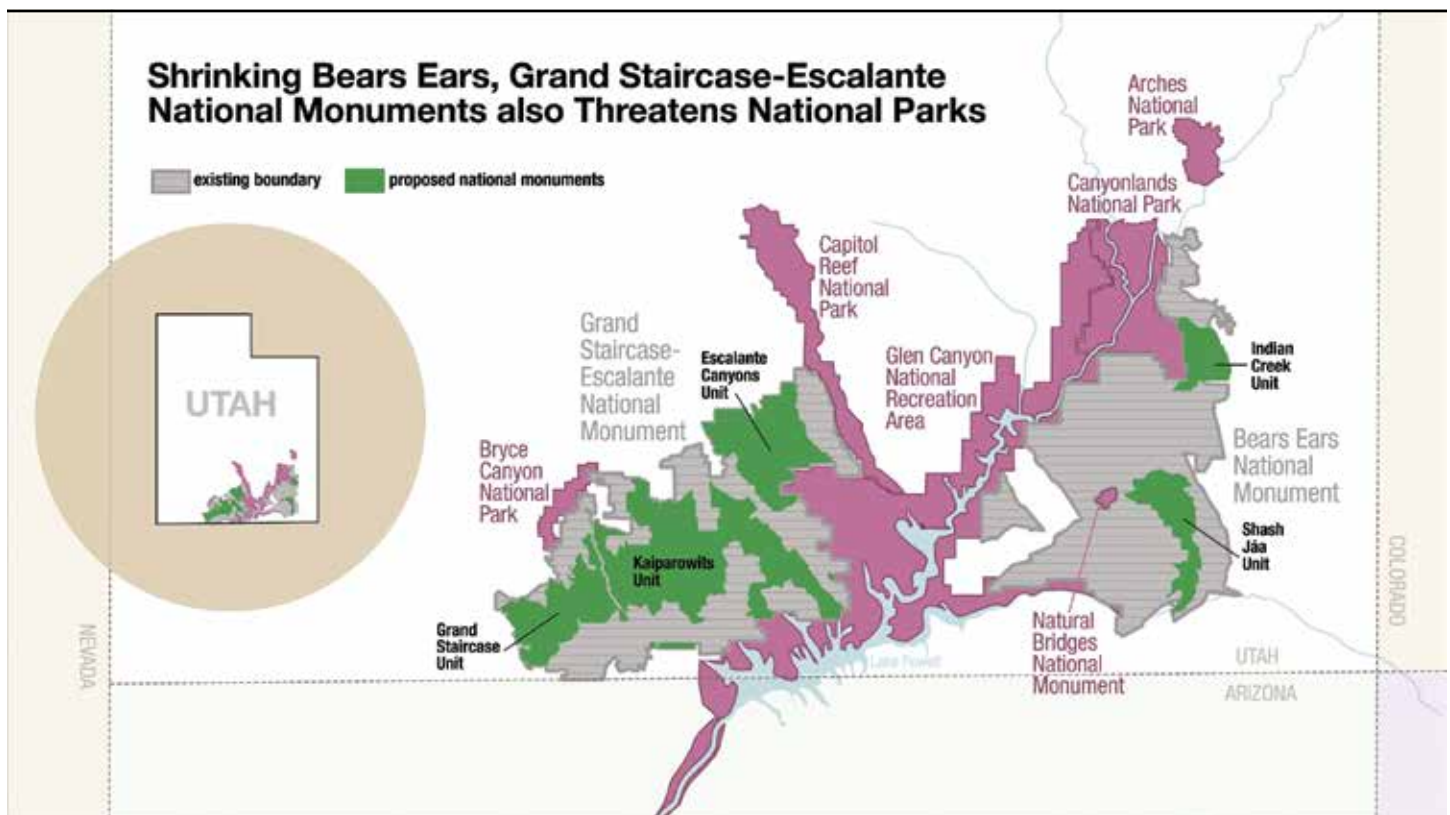 Shrinking Bears Ears, Grand Staircase-Escalante
National Monuments also Threatens National Parks
existing boundary
proposed national monuments
Arches
National
Park
Canyonlands
National Park
Capitol
Reef
National
Park
Grand
Staircase-
Escalante
National
Monument
Escalante
Canyons
Unit
Glen Canyon
National
Recreation
Area
Indian
Creek
Unit
UTAH
Bryce
Canyon
National
Park
Bears Ears
National
Monument
Kaiparowits
Unit
Shash
Jáa
Unit
Grand
Staircase
Unit
Natural
Bridges
National
Monument
Lake Powell
NEVADA
COLORADO
UTAH
ARIZONA